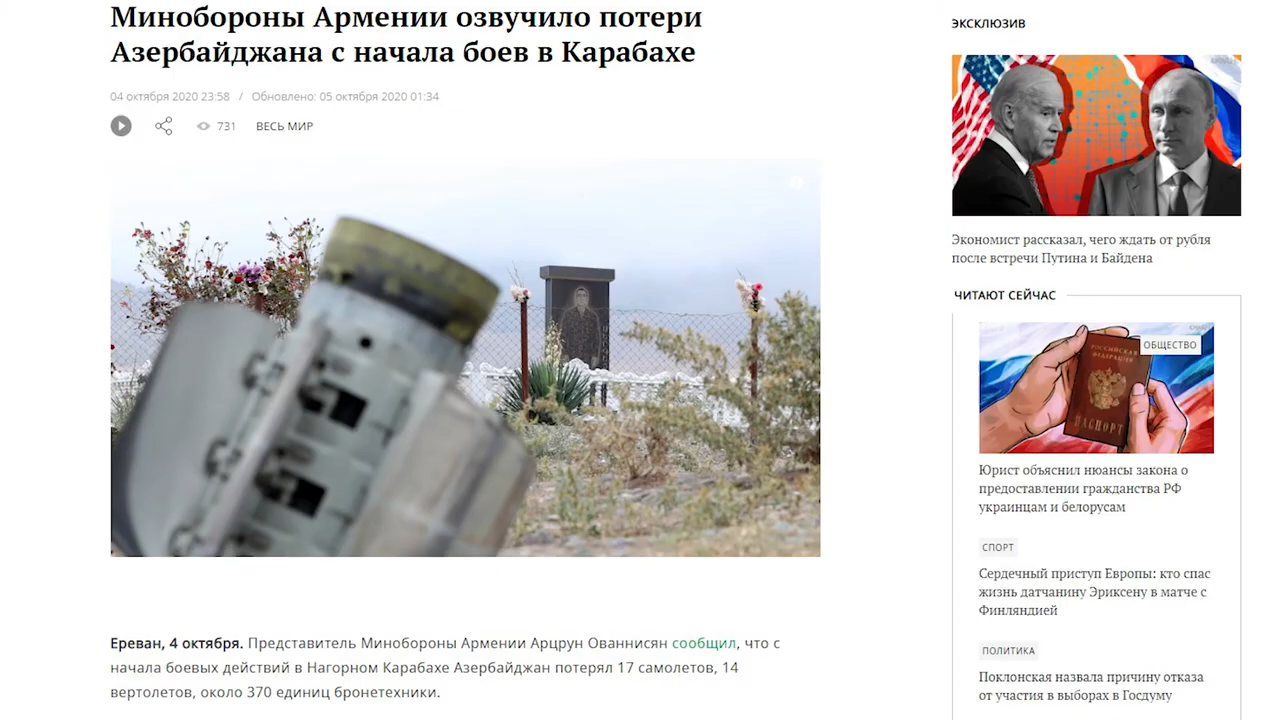 Минобороны Армении озвучило потери
Азербайджана с начала боев в Карабахе
04 октября 2020 23:58 / Обновлено: 05 октября 2020 01:34
731 ВЕСЬ МИР
Ереван, 4 октября. Представитель Минобороны Армении Арцрун Ованнисян сообщил, что с
начала боевых действий в Нагорном Карабахе Азербайджан потерял 17 самолетов, 14
вертолетов, около 370 единиц бронетехники.
ЭКСКЛЮЗИВ
Экономист рассказал, чего ждать от рубля
после встречи Путина и Байдена
ЧИТАЮТ СЕЙЧАС
ОБЩЕСТВО
РОССИЙСКАЯ
ФЕДЕРАЦИЯ
ПАСПОРТ
Юрист объяснил нюансы закона о
предоставлении гражданства РФ
украинцам и белорусам
СПОРТ
Сердечный приступ Европы: кто спас
жизнь датчанину Эриксену в матче с
Финляндией
ПОЛИТИКА
Поклонская назвала причину отказа
от участия в выборах в Госдуму